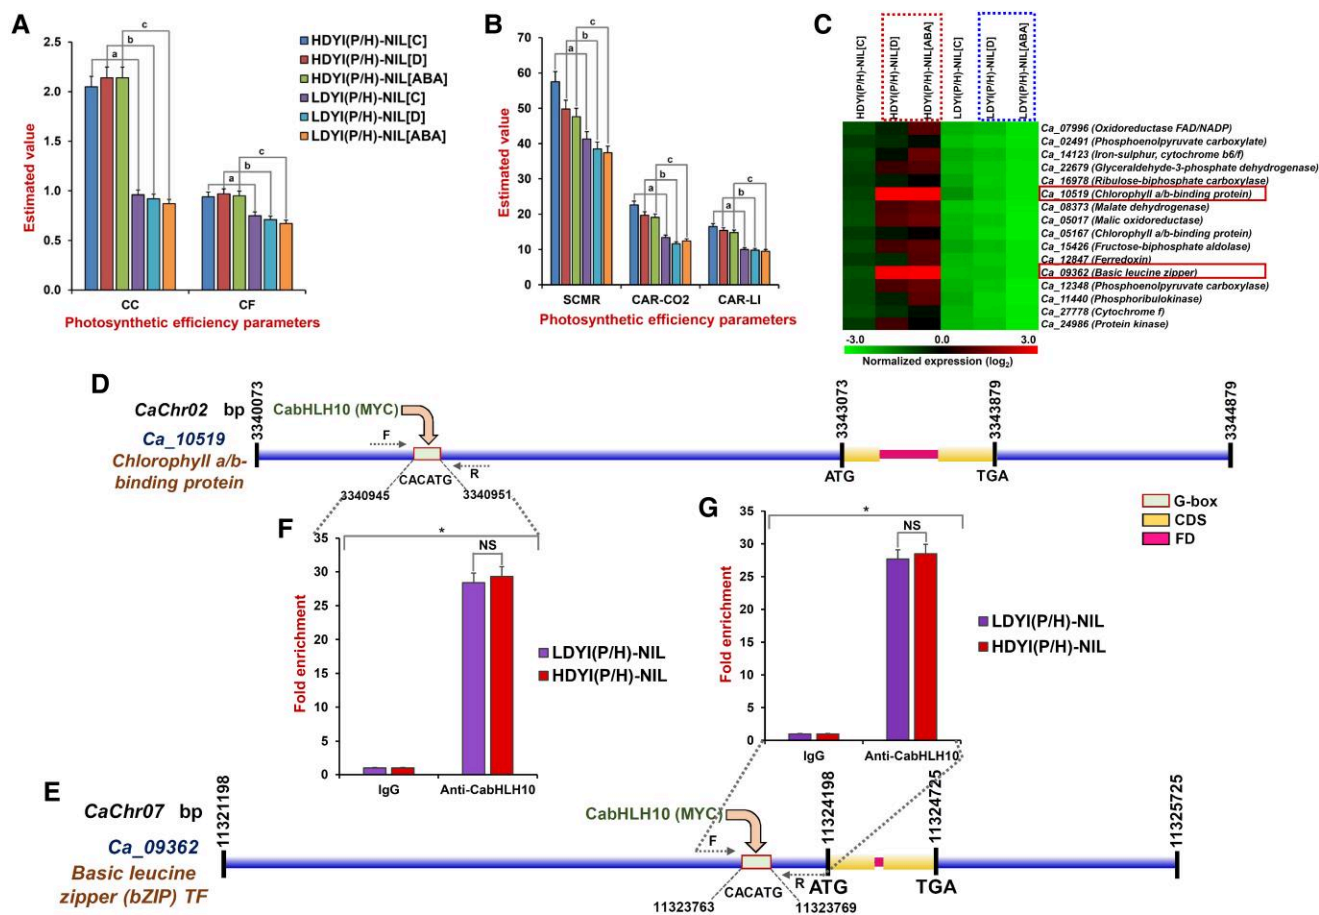 A
2.5
2.0
1.5
1.0
0.5
0.0
Estimated value
a
b
c
a
b
c
CC
CF
Photosynthetic efficiency parameters
HDYI(P/H)-NIL[C]
HDYI(P/H)-NIL[D]
HDYI(P/H)-NIL[ABA]
LDYI(P/H)-NIL[C]
LDYI(P/H)-NIL[D]
LDYI(P/H)-NIL[ABA]
B
70
60
50
40
30
20
10
0
Estimated value
a
b
c
a
b
c
a
b
c
SCMR
CAR-CO2
CAR-LI
Photosynthetic efficiency parameters
C
HDYI(P/H)-NIL[C]
HDYI(P/H)-NIL[D]
HDYI(P/H)-NIL[ABA]
LDYI(P/H)-NIL[C]
LDYI(P/H)-NIL[D]
LDYI(P/H)-NIL[ABA]
Ca_07996 (Oxidoreductase FAD/NADP)
Ca_02491 (Phosphoenolpyruvate carboxylate)
Ca_14123 (Iron-sulphur, cytochrome b6/f)
Ca_22679 (Glyceraldehyde-3-phosphate dehydrogenase)
Ca_16978 (Ribulose-biphosphate carboxylase)
Ca_10519 (Chlorophyll a/b-binding protein)
Ca_08373 (Malate dehydrogenase)
Ca_05017 (Malic oxidoreductase)
Ca_05167 (Chlorophyll a/b-binding protein)
Ca_15426 (Fructose-biphosphate aldolase)
Ca_12847 (Ferredoxin)
Ca_09362 (Basic leucine zipper)
Ca_12348 (Phosphoenolpyruvate carboxylase)
Ca_11440 (Phosphoribulokinase)
Ca_27778 (Cytochrome f)
Ca_24986 (Protein kinase)
-3.0 0.0 3.0
Normalized expression (log2)
D
CaChr02 bp
Ca_10519
Chlorophyll a/b-
binding protein
3340073
CabHLH10 (MYC)
F
R
CACATG
3340945
3340951
3343073
ATG
3343879
TGA
3344879
G-box
CDS
FD
F
35
30
25
20
15
10
5
0
Fold enrichment
*
NS
IgG
Anti-CabHLH10
LDYI(P/H)-NIL
HDYI(P/H)-NIL
G
35
30
25
20
15
10
5
0
Fold enrichment
*
NS
IgG
Anti-CabHLH10
LDYI(P/H)-NIL
HDYI(P/H)-NIL
E
CaChr07 bp
Ca_09362
Basic leucine
zipper (bZIP) TF
11321198
CabHLH10 (MYC)
F
R
CACATG
11323763
11323769
11324198
ATG
11324725
TGA
11325725